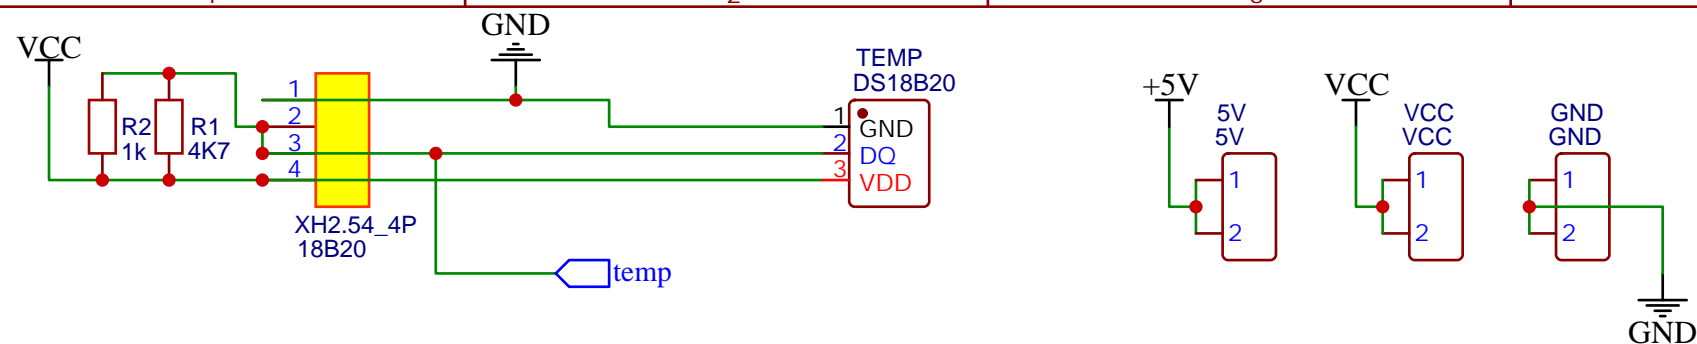 2
GND
VCC
TEMP
DS18B20
+5V
VCC
VCC
VCC
GND
GND
5V
5V
1
2
3
4
R2
1k
R1
4K7
1
GND
2
DQ
3
VDD
1
2
1
2
1
2
XH2.54_4P
18B20
temp
GND